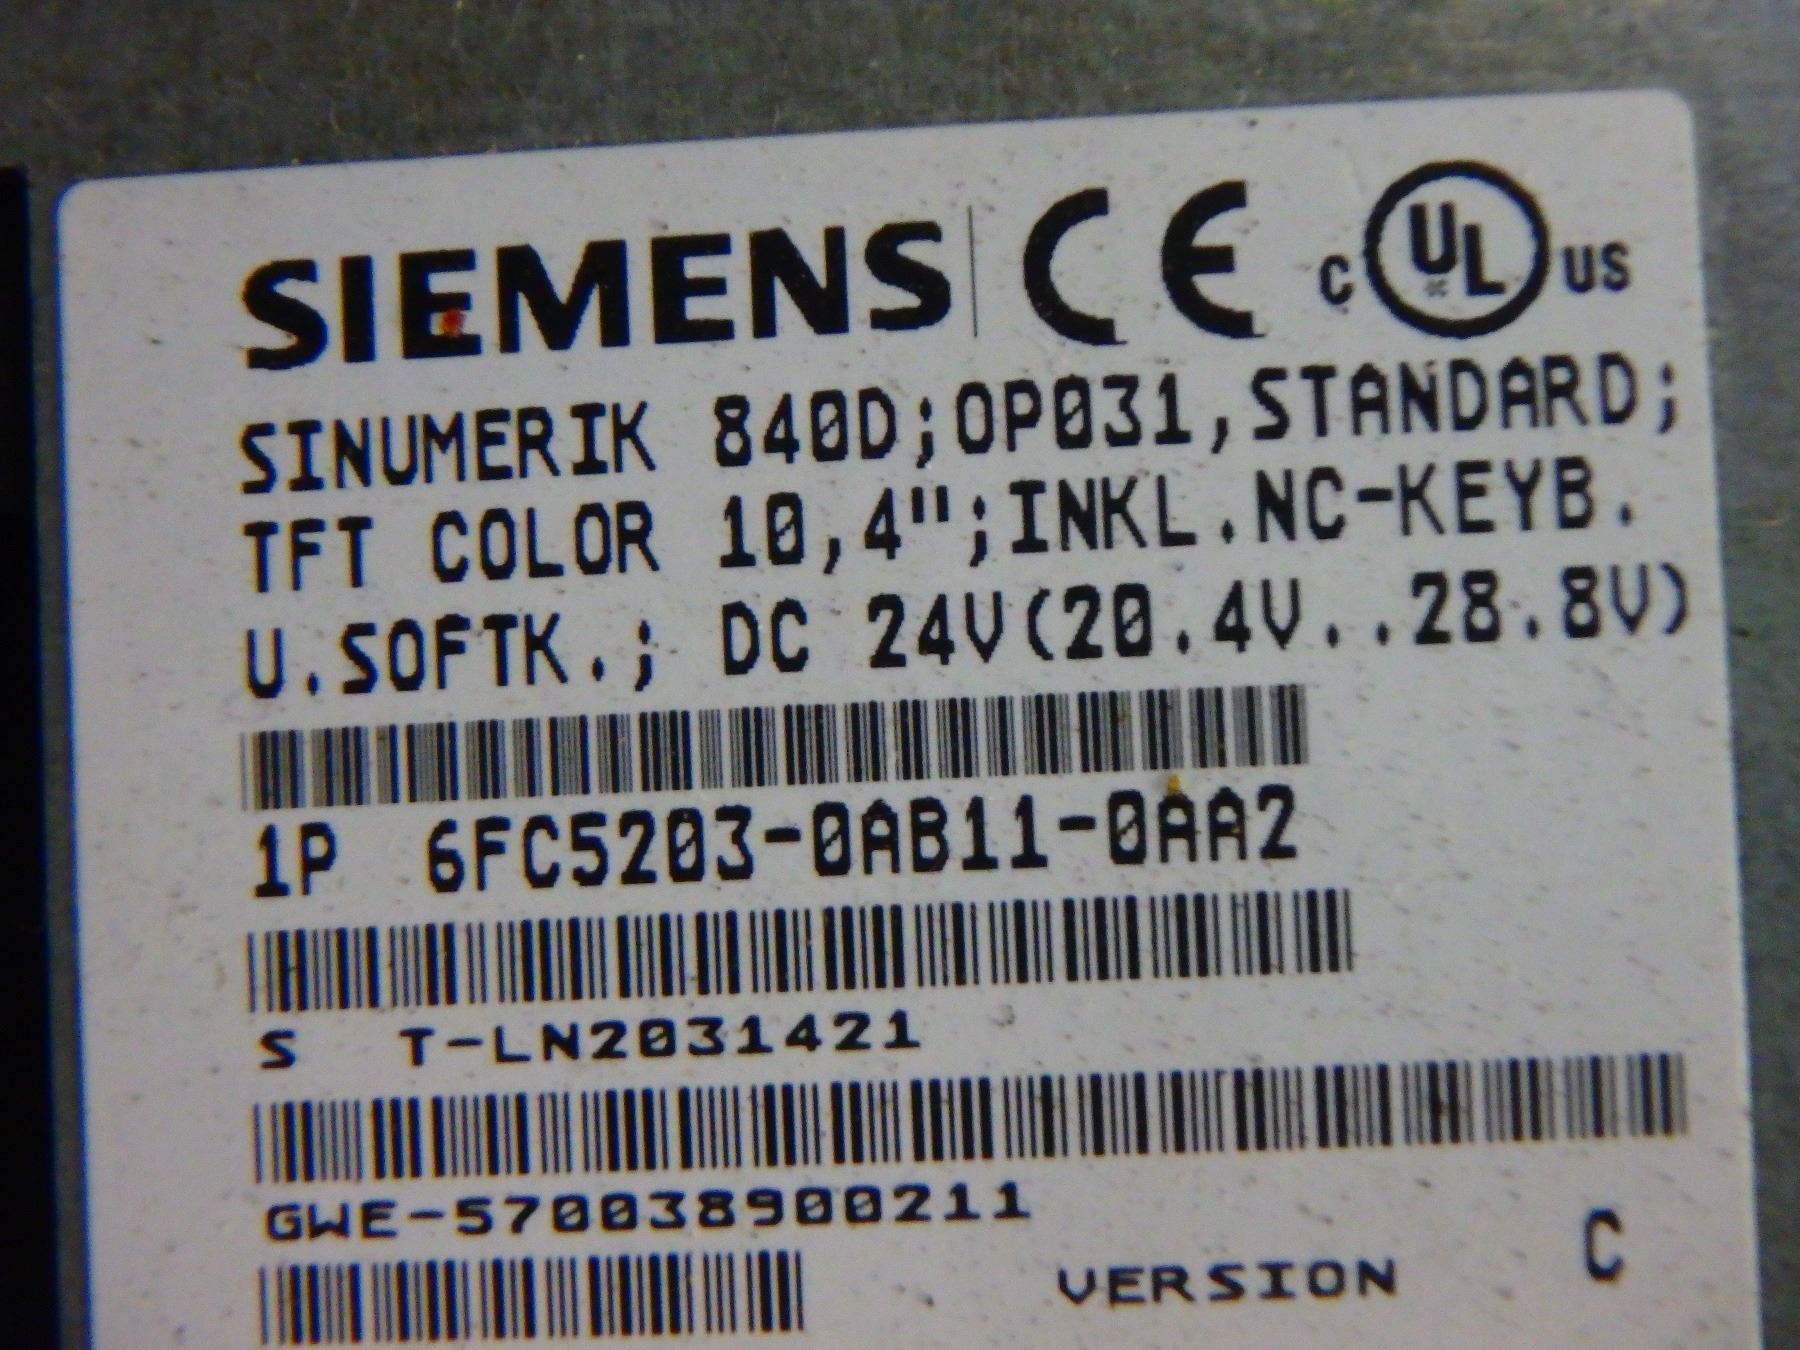 SIEMENS CE c UL us
SINUMERIK 840D;OP031,STANDARD;
TFT COLOR 10,4";INKL.NC-KEYB.
U.SOFTK.; DC 24V(20.4V..28.8V)
1P 6FC5203-0AB11-0AA2
S T-LN2031421
GWE-570038900211
VERSION C